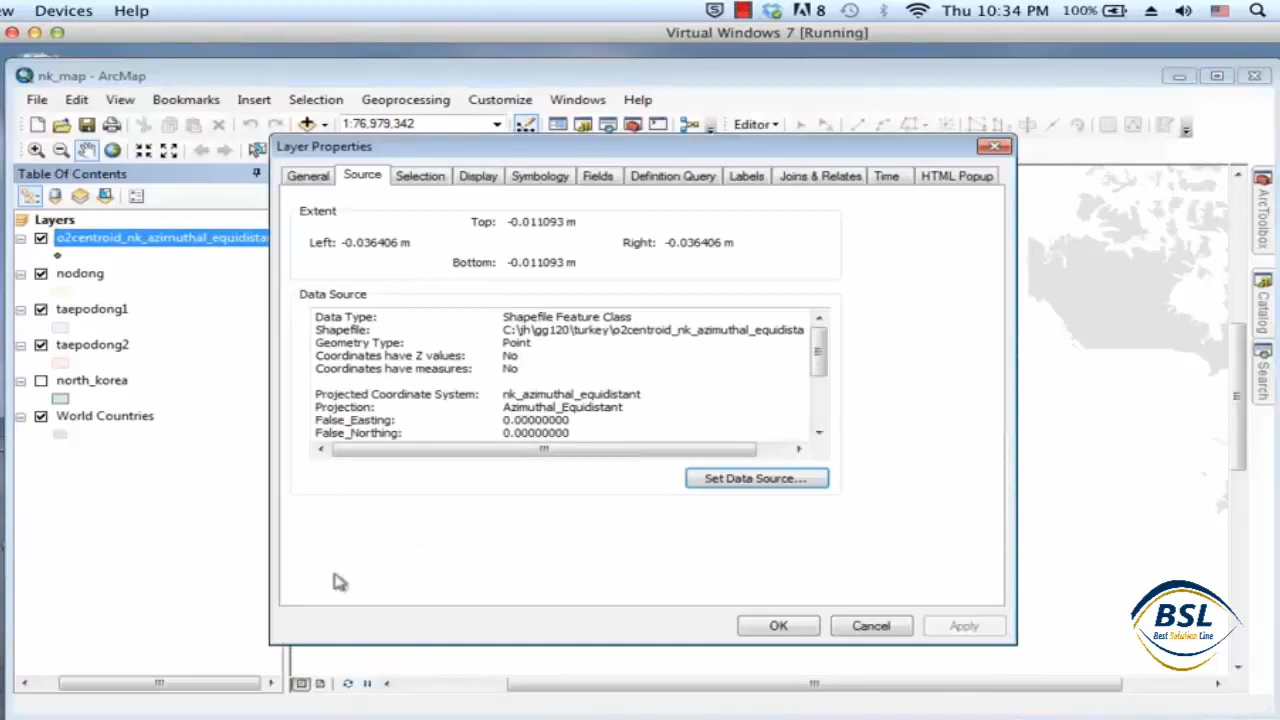 w Devices Help 8 Thu 10:34 PM 100%
Virtual Windows 7 [Running]
nk_map - ArcMap
File Edit View Bookmarks Insert Selection Geoprocessing Customize Windows Help
1:76,979,342 Editor
Layer Properties
Table Of Contents
General Source Selection Display Symbology Fields Definition Query Labels Joins & Relates Time HTML Popup
Layers
o2centroid_nk_azimuthal_equidistan
nodong
taepodong1
taepodong2
north_korea
World Countries
Extent
Top: -0.011093 m
Left: -0.036406 m Right: -0.036406 m
Bottom: -0.011093 m
Data Source
Data Type: Shapefile Feature Class
Shapefile: C:\jh\gg120\turkey\o2centroid_nk_azimuthal_equidista
Geometry Type: Point
Coordinates have Z values: No
Coordinates have measures: No
Projected Coordinate System: nk_azimuthal_equidistant
Projection: Azimuthal_Equidistant
False_Easting: 0.00000000
False_Northing: 0.00000000
Set Data Source...
OK Cancel Apply
ArcToolbox
Catalog
Search
BSL
Best Solution Line